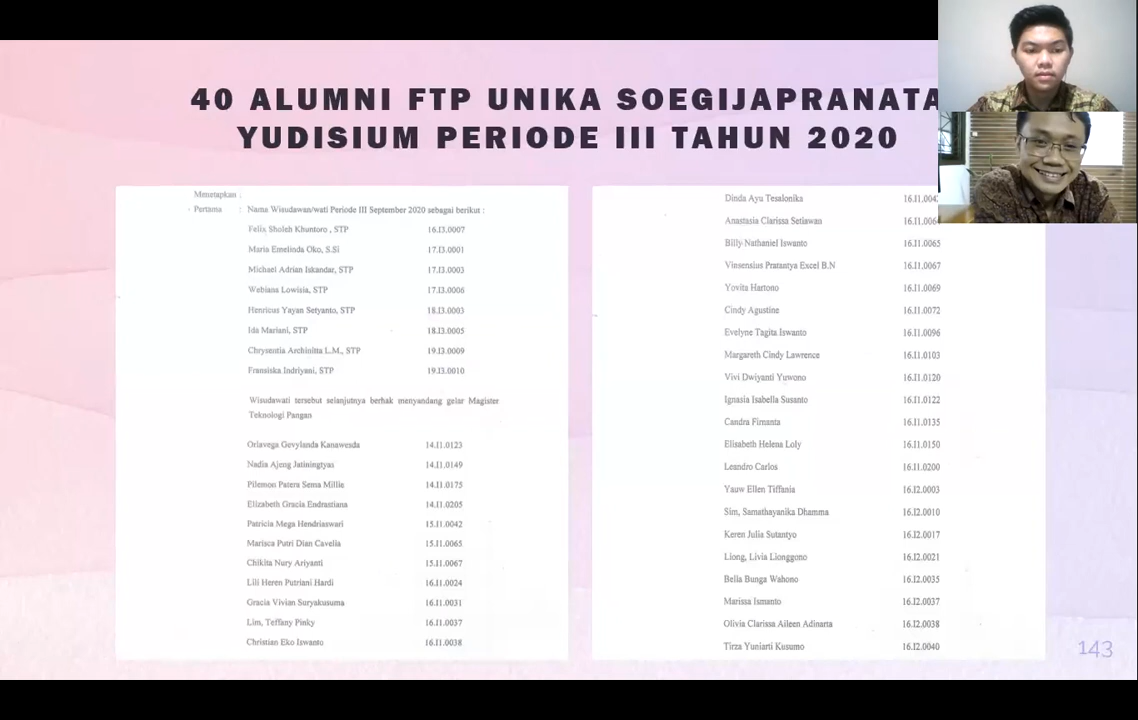 40 ALUMNI FTP UNIKA SOEGIJAPRANATA
YUDISIUM PERIODE III TAHUN 2020
Menetapkan :
- Pertama : Nama Wisudawan/wati Periode III September 2020 sebagai berikut :
Felix Sholeh Khuntoro , STP 16.I3.0007
Maria Emelinda Oko, S.Si 17.I3.0001
Michael Adrian Iskandar, STP 17.I3.0003
Webiana Lowisia, STP 17.I3.0006
Henricus Yayan Setyanto, STP 18.I3.0003
Ida Mariani, STP 18.I3.0005
Chrysentia Archinitta L.M., STP 19.I3.0009
Fransiska Indriyani, STP 19.I3.0010
Wisudawati tersebut selanjutnya berhak menyandang gelar Magister
Teknologi Pangan
Orlavega Gevylanda Kanawesda 14.I1.0123
Nadia Ajeng Jatiningtyas 14.I1.0149
Pilemon Patera Sema Millie 14.I1.0175
Elizabeth Gracia Endrastiana 14.I1.0205
Patricia Mega Hendriaswari 15.I1.0042
Marisca Putri Dian Cavelia 15.I1.0065
Chikita Nury Ariyanti 15.I1.0067
Lili Heren Putriani Hardi 16.I1.0024
Gracia Vivian Suryakusuma 16.I1.0031
Lim, Teffany Pinky 16.I1.0037
Christian Eko Iswanto 16.I1.0038
Dinda Ayu Tesalonika
Anastasia Clarissa Setiawan
Billy Nathaniel Iswanto 16.I1.0065
Vinsensius Pratantya Excel B.N 16.I1.0067
Yovita Hartono 16.I1.0069
Cindy Agustine 16.I1.0072
Evelyne Tagita Iswanto 16.I1.0096
Margareth Cindy Lawrence 16.I1.0103
Vivi Dwiyanti Yuwono 16.I1.0120
Ignasia Isabella Susanto 16.I1.0122
Candra Firnanta 16.I1.0135
Elisabeth Helena Loly 16.I1.0150
Leandro Carlos 16.I1.0200
Yauw Ellen Tiffania 16.I2.0003
Sim, Samathayanika Dhamma 16.I2.0010
Keren Julia Sutantyo 16.I2.0017
Liong, Livia Lionggono 16.I2.0021
Bella Bunga Wahono 16.I2.0035
Marissa Ismanto 16.I2.0037
Olivia Clarissa Aileen Adinarta 16.I2.0038
Tirza Yuniarti Kusumo 16.I2.0040
143